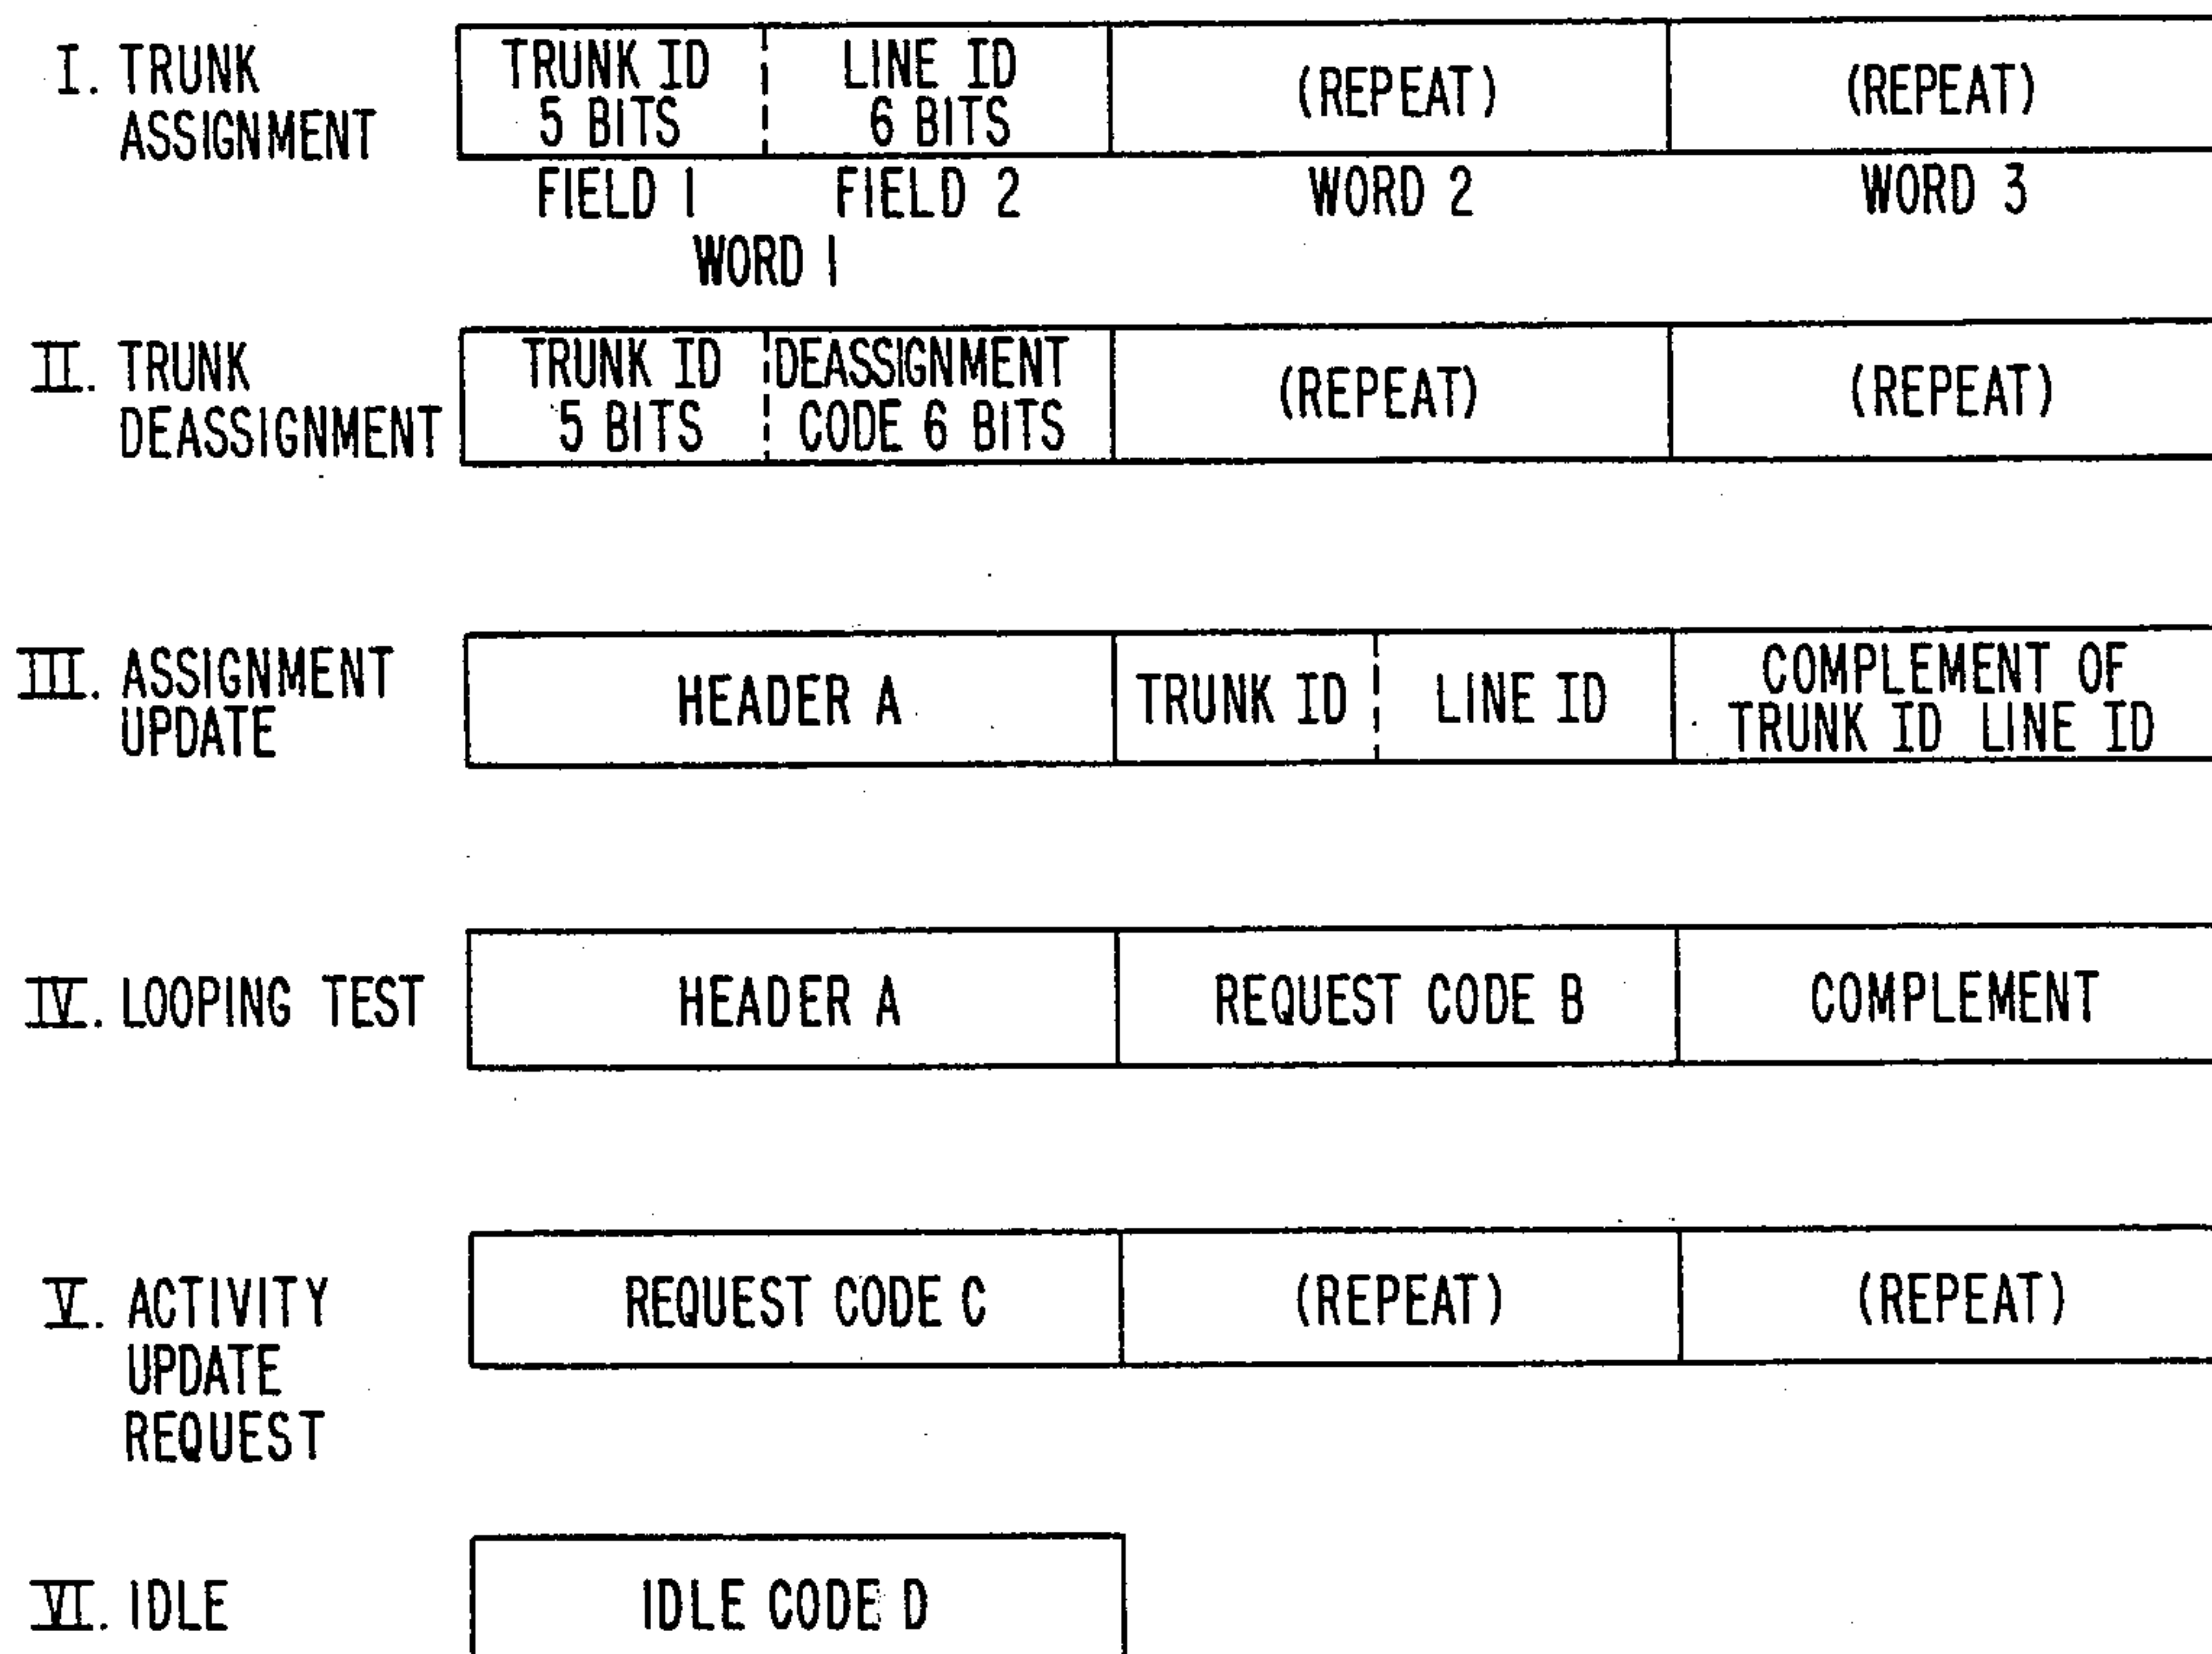 I. TRUNK ASSIGNMENT
TRUNK ID 5 BITS
LINE ID 6 BITS
(REPEAT)
(REPEAT)
FIELD 1
FIELD 2
WORD 2
WORD 3
WORD 1
II. TRUNK DEASSIGNMENT
TRUNK ID 5 BITS
DEASSIGNMENT CODE 6 BITS
(REPEAT)
(REPEAT)
III. ASSIGNMENT UPDATE
HEADER A
TRUNK ID
LINE ID
COMPLEMENT OF TRUNK ID LINE ID
IV. LOOPING TEST
HEADER A
REQUEST CODE B
COMPLEMENT
V. ACTIVITY UPDATE REQUEST
REQUEST CODE C
(REPEAT)
(REPEAT)
VI. IDLE
IDLE CODE D